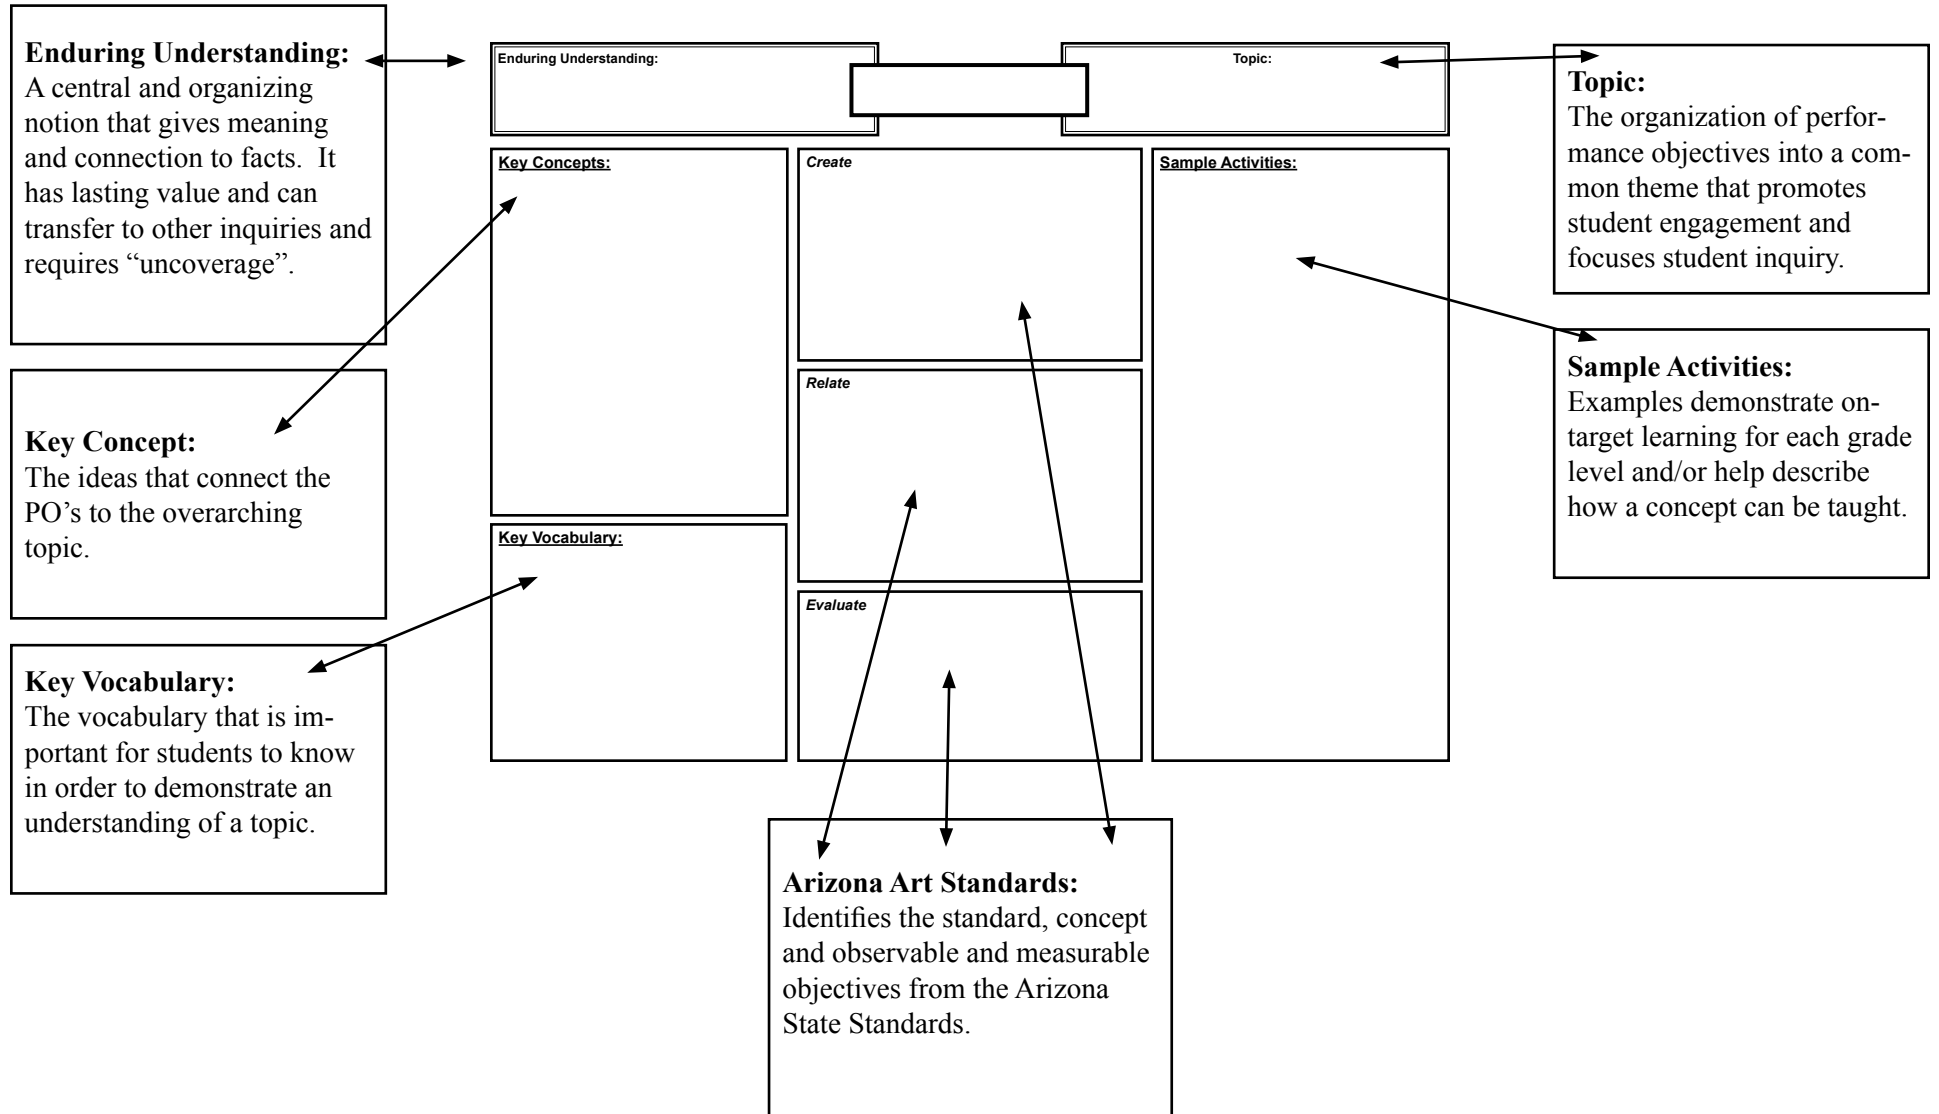 Enduring Understanding:
A central and organizing
notion that gives meaning
and connection to facts.  It
has lasting value and can
transfer to other inquiries and
requires “uncoverage”.
Key Concept:
The ideas that connect the
PO’s to the overarching
topic.
Key Vocabulary:
The vocabulary that is im-
portant for students to know
in order to demonstrate an
understanding of a topic.
Enduring Understanding:
Topic:
Key Concepts:
Key Vocabulary:
Create
Relate
Evaluate
Sample Activities:
Arizona Art Standards:
Identifies the standard, concept
and observable and measurable
objectives from the Arizona
State Standards.
Topic:
The organization of perfor-
mance objectives into a com-
mon theme that promotes
student engagement and
focuses student inquiry.
Sample Activities:
Examples demonstrate on-
target learning for each grade
level and/or help describe
how a concept can be taught.